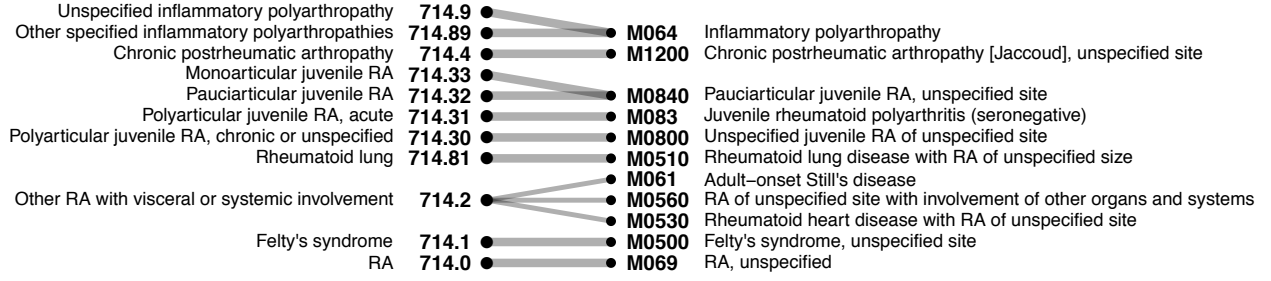 Unspecified inflammatory polyarthropathy 714.9
Other specified inflammatory polyarthropathies 714.89 M064 Inflammatory polyarthropathy
Chronic postrheumatic arthropathy 714.4 M1200 Chronic postrheumatic arthropathy [Jaccoud], unspecified site
Monoarticular juvenile RA 714.33
Pauciarticular juvenile RA 714.32 M0840 Pauciarticular juvenile RA, unspecified site
Polyarticular juvenile RA, acute 714.31 M083 Juvenile rheumatoid polyarthritis (seronegative)
Polyarticular juvenile RA, chronic or unspecified 714.30 M0800 Unspecified juvenile RA of unspecified site
Rheumatoid lung 714.81 M0510 Rheumatoid lung disease with RA of unspecified size
M061 Adult−onset Still's disease
Other RA with visceral or systemic involvement 714.2 M0560 RA of unspecified site with involvement of other organs and systems
M0530 Rheumatoid heart disease with RA of unspecified site
Felty's syndrome 714.1 M0500 Felty's syndrome, unspecified site
RA 714.0 M069 RA, unspecified